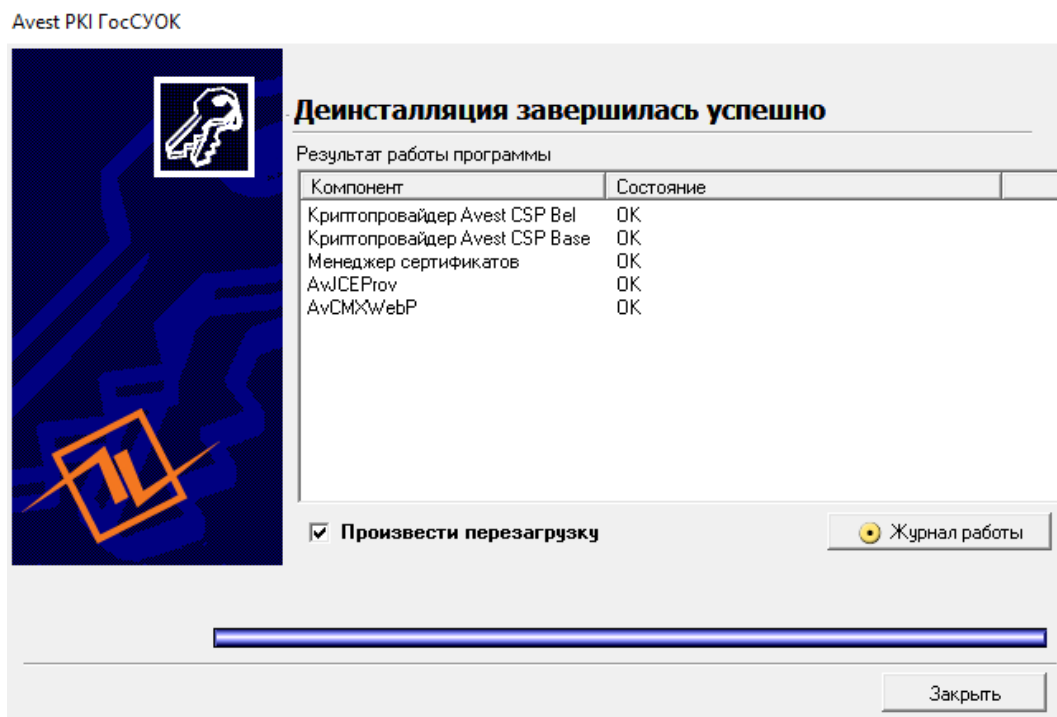 Avest PKI ГосСУОК
Деинсталляция завершилась успешно
Результат работы программы
Компонент Состояние
Криптопровайдер Avest CSP Bel OK
Криптопровайдер Avest CSP Base OK
Менеджер сертификатов OK
AvJCEProv OK
AvCMXWebP OK
Произвести перезагрузку
Журнал работы
Закрыть